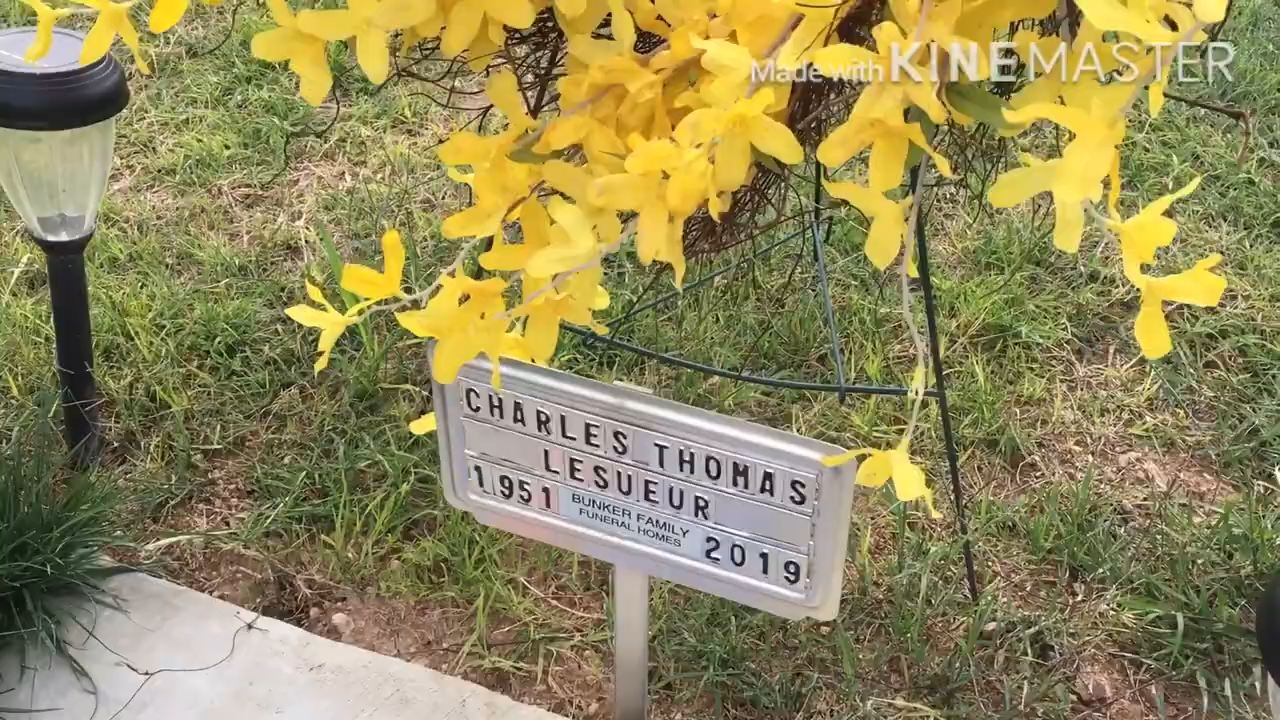 Made with KINEMASTER
CHARLES THOMAS
LESUEUR
1951 BUNKER FAMILY 2019
FUNERAL HOMES